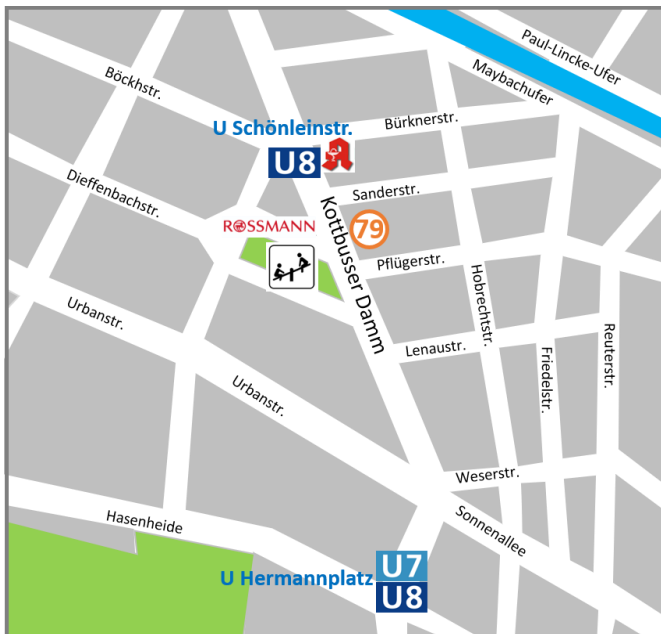 Paul-Lincke-Ufer
Maybachufer
Böckhstr.
Bürknerstr.
U Schönleinstr.
U8
Dieffenbachstr.
Sanderstr.
ROSSMANN
79
Kottbusser Damm
Pflügerstr.
Hobrechtstr.
Urbanstr.
Lenaustr.
Friedelstr.
Reuterstr.
Urbanstr.
Weserstr.
Hasenheide
Sonnenallee
U Hermannplatz
U7
U8